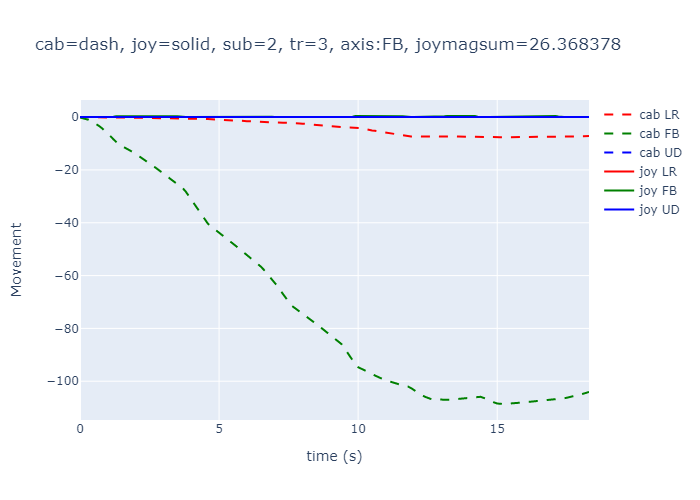 cab=dash, joy=solid, sub=2, tr=3, axis:FB, joymagsum=26.368378
cab LR
cab FB
cab UD
joy LR
joy FB
joy UD
Movement
0
−20
−40
−60
−80
−100
0
5
10
15
time (s)